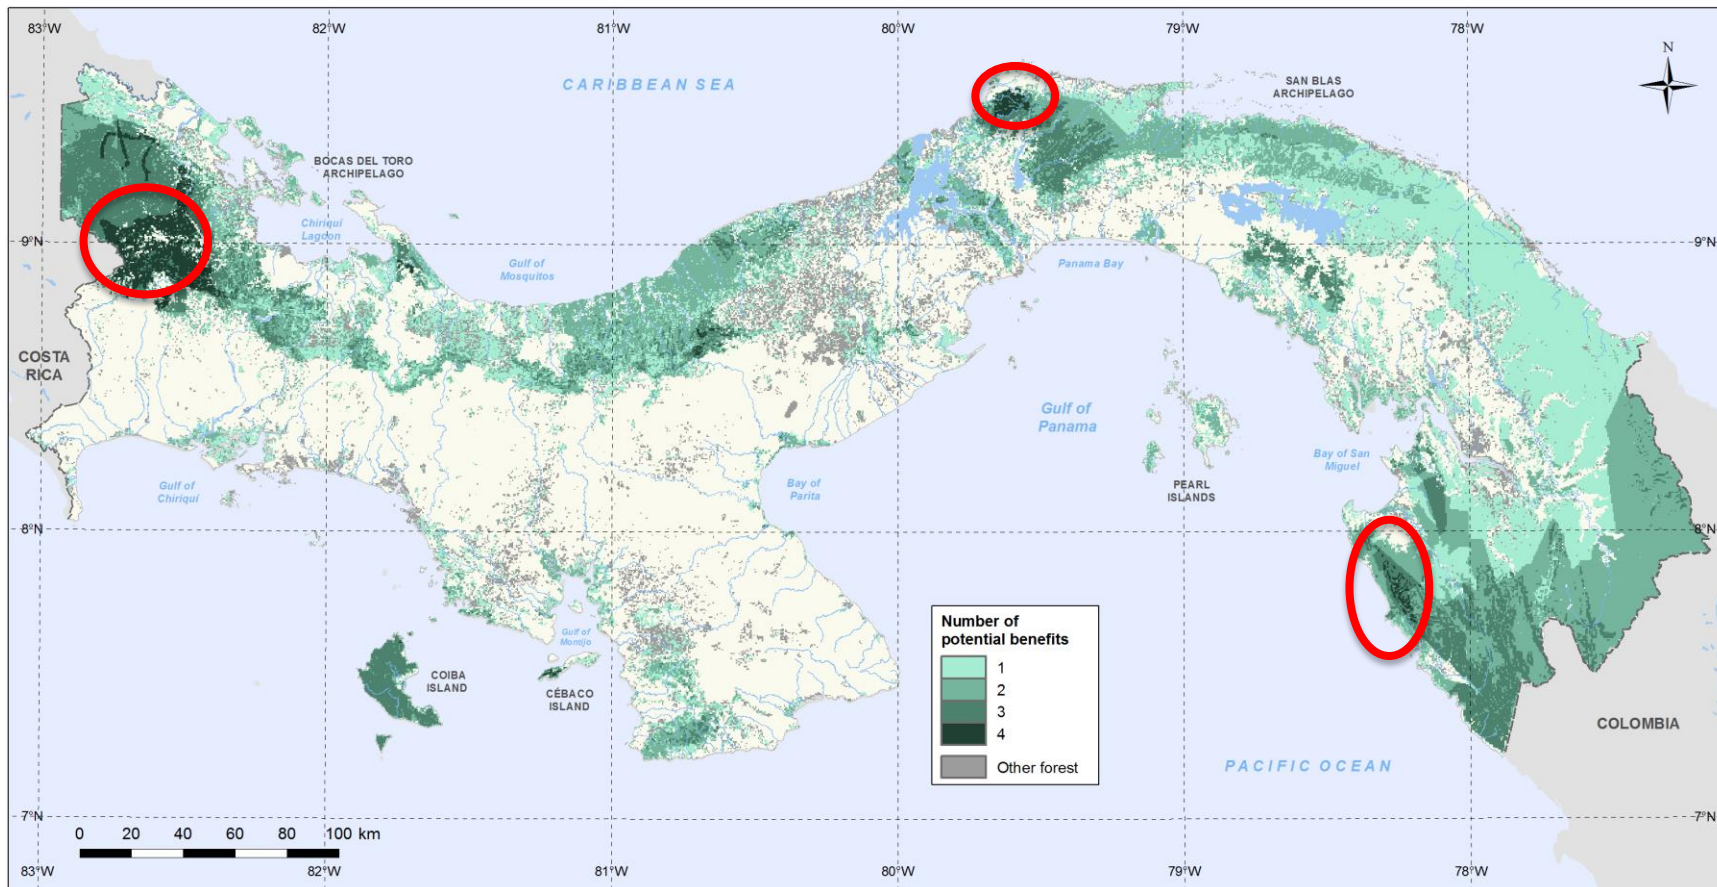 83°W
82°W
80°W
79°W
78°W
N
CARIBBEAN SEA
SAN BLAS
ARCHIPELAGO
BOCAS DEL TORO
ARCHIPELAGO
Chiriquí
Lagoon
9°N
9°N
Gulf of
Mosquitos
Panama Bay
COSTA
RICA
Gulf of
Panama
Bay of San
Miguel
Gulf of
Chiriquí
Bay of
Parita
PEARL
ISLANDS
8°N
8°N
Number of
potential benefits
1
2
3
4
Other forest
Gulf of
Montijo
COIBA
ISLAND
CÉBACO
ISLAND
COLOMBIA
PACIFIC OCEAN
7°N
7°N
0 20 40 60 80 100 km
83°W
82°W
81°W
80°W
79°W
78°W